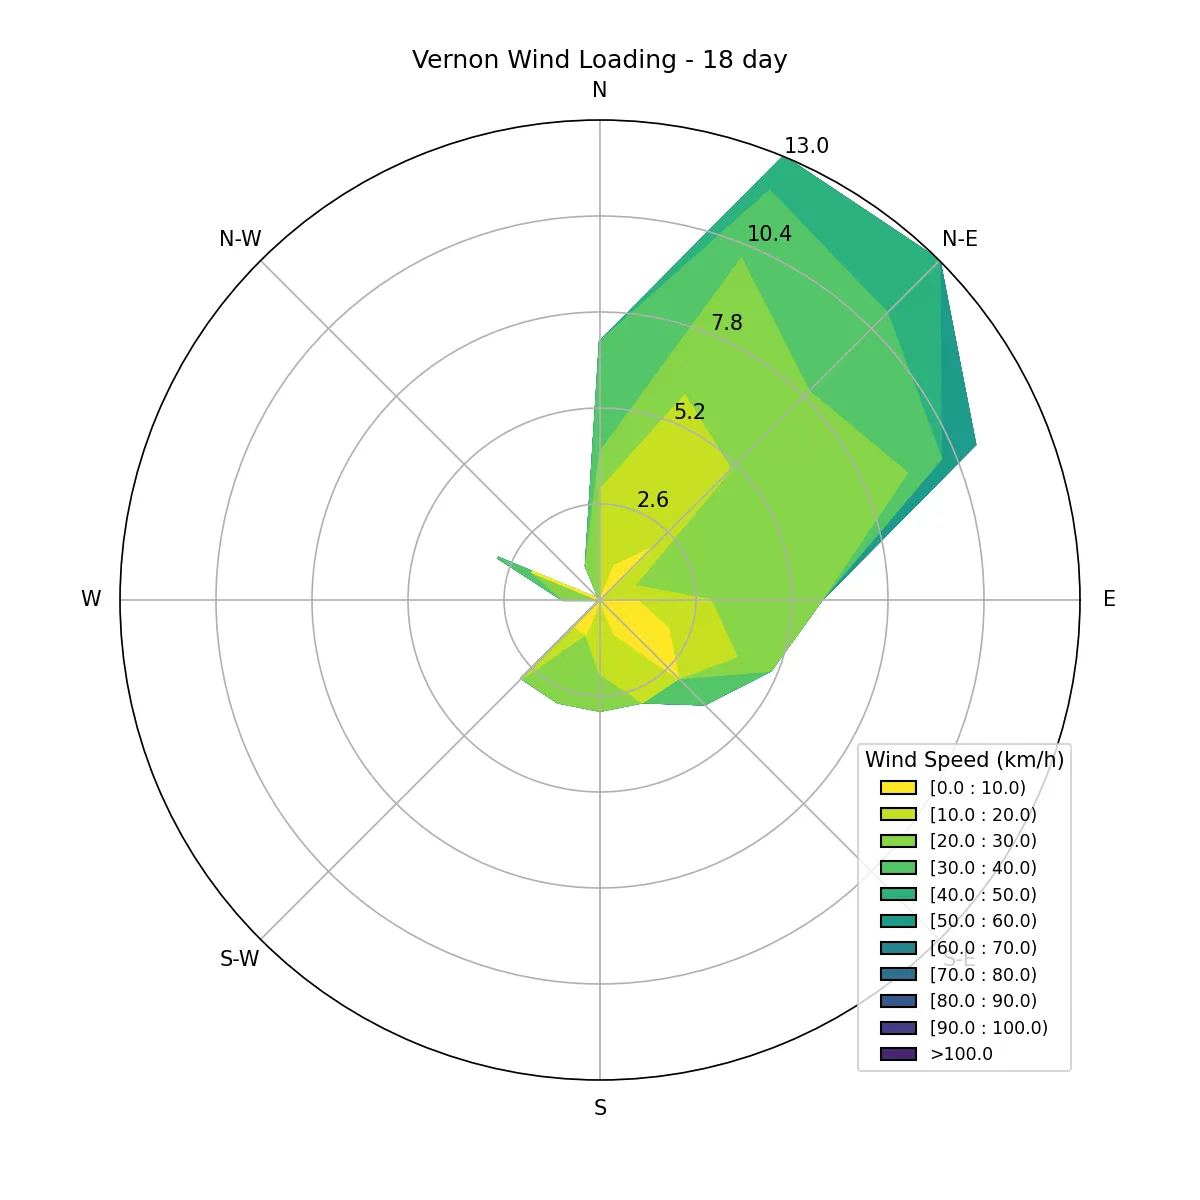 Vernon Wind Loading - 18 day
N
13.0
10.4
N-W
N-E
7.8
5.2
2.6
W
E
Wind Speed (km/h)
[0.0 : 10.0)
[10.0 : 20.0)
[20.0 : 30.0)
[30.0 : 40.0)
[40.0 : 50.0)
[50.0 : 60.0)
[60.0 : 70.0)
[70.0 : 80.0)
[80.0 : 90.0)
[90.0 : 100.0)
>100.0
S-W
S-E
S